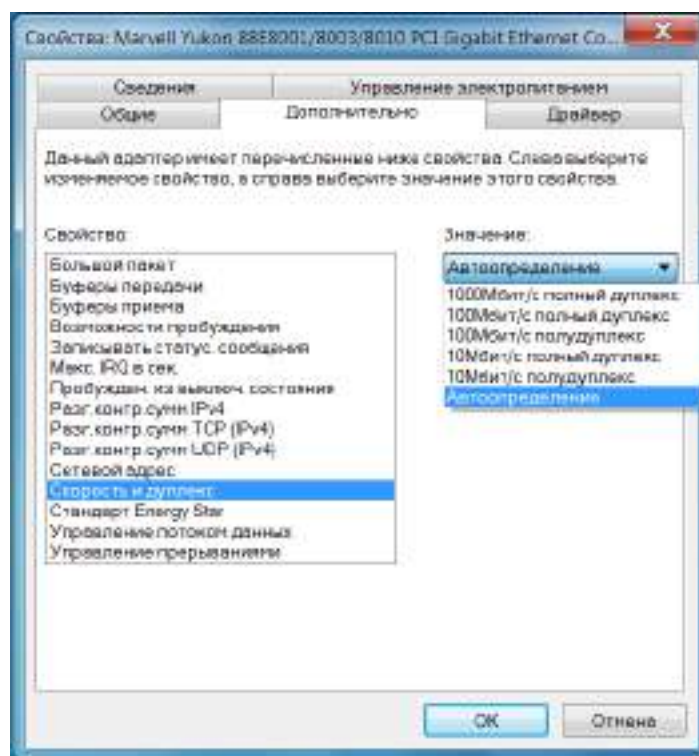 Свойства: Marvell Yukon 88E8001/8003/8010 PCI Gigabit Ethernet Co...
Сведения
Управление электропитанием
Общие
Дополнительно
Драйвер
Данный адаптер имеет перечисленные ниже свойства. Слева выберите
изменяемое свойство, а справа выберите значение этого свойства.
Свойство:
Значение:
Большой пакет
Буферы передачи
Буферы приема
Возможности пробуждения
Записывать статус. сообщения
Макс. IRQ в сек.
Пробужден. из выключ. состояния
Разг.контр.сумм IPv4
Разг.контр.сумм TCP (IPv4)
Разг.контр.сумм UDP (IPv4)
Сетевой адрес
Скорость и дуплекс
Стандарт Energy Star
Управление потоком данных
Управление прерываниями
Автоопределение
1000Мбит/с полный дуплекс
100Мбит/с полный дуплекс
100Мбит/с полудуплекс
10Мбит/с полный дуплекс
10Мбит/с полудуплекс
Автоопределение
ОК
Отмена